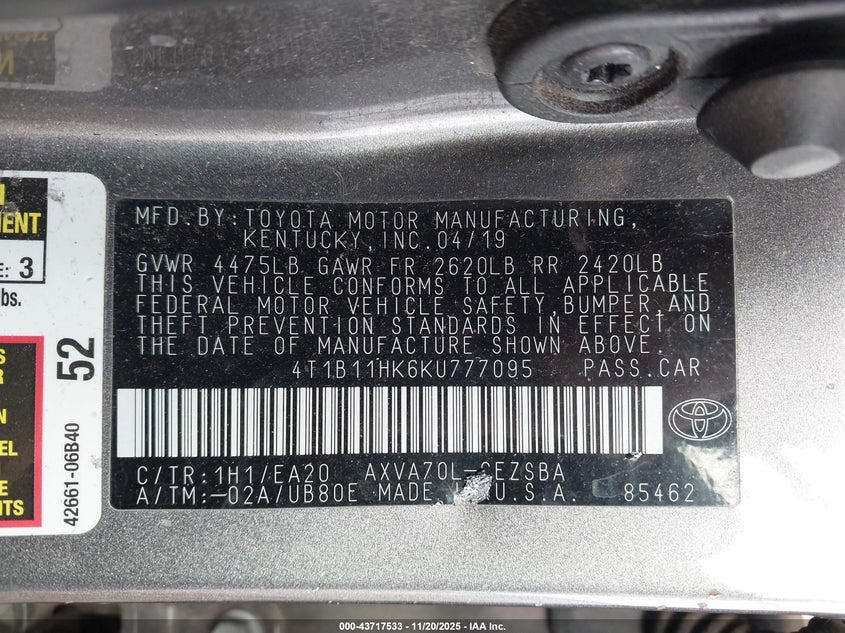 MFD.BY:TOYOTA MOTOR MANUFACTURING,
KENTUCKY,INC.04/19
GVWR 4475LB GAWR FR 2620LB RR 2420LB
THIS VEHICLE CONFORMS TO ALL APPLICABLE
FEDERAL MOTOR VEHICLE SAFETY,BUMPER AND
THEFT PREVENTION STANDARDS IN EFFECT ON
THE DATE OF MANUFACTURE SHOWN ABOVE.
4T1B11HK6KU777095 PASS.CAR
C/TR:1H1/EA20
A/TM:-02A/UB80E MADE U.S.A. 85462
3
52
42661-06B40
000-43717533 - 11/20/2025 - IAA Inc.